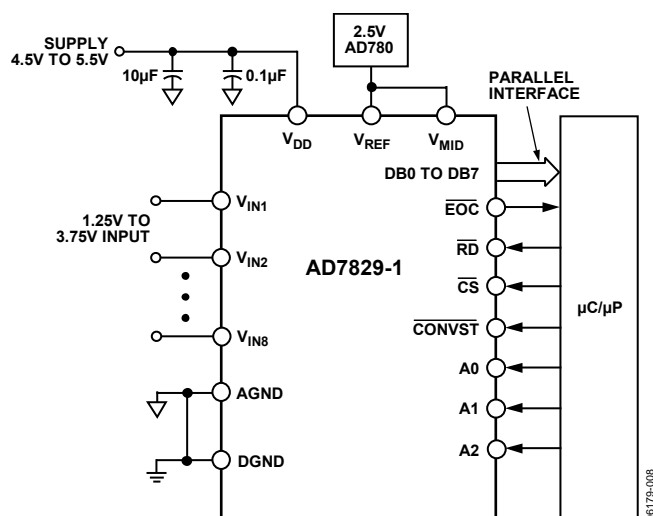 2.5V
AD780
SUPPLY
4.5V TO 5.5V
10µF
0.1µF
PARALLEL
INTERFACE
VDD
VREF
VMID
DB0 TO DB7
VIN1
EOC
1.25V TO
3.75V INPUT
RD
VIN2
AD7829-1
CS
µC/µP
CONVST
VIN8
A0
AGND
A1
A2
DGND
06179-008